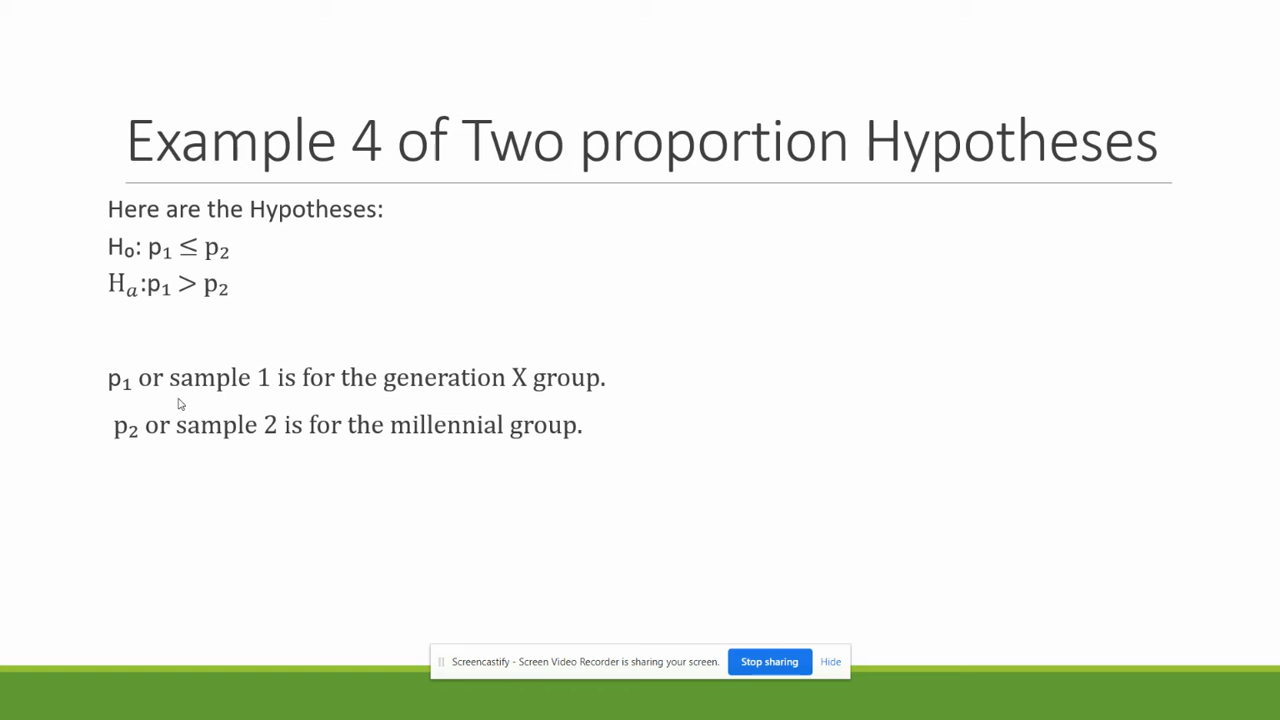 Example 4 of Two proportion Hypotheses
Here are the Hypotheses:
H₀: p₁ ≤ p₂
Hₐ:p₁ > p₂
p₁ or sample 1 is for the generation X group.
p₂ or sample 2 is for the millennial group.
Screencastify - Screen Video Recorder is sharing your screen. Stop sharing Hide